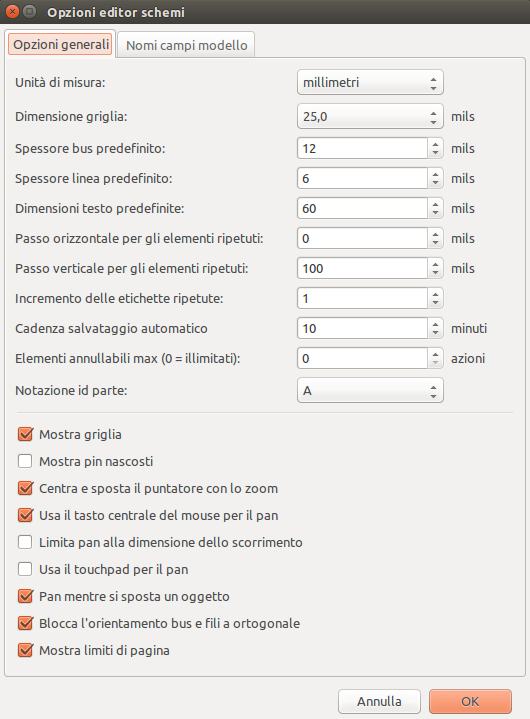 Opzioni editor schemi
Opzioni generali Nomi campi modello
Unità di misura: millimetri
Dimensione griglia: 25,0 mils
Spessore bus predefinito: 12 mils
Spessore linea predefinito: 6 mils
Dimensioni testo predefinite: 60 mils
Passo orizzontale per gli elementi ripetuti: 0 mils
Passo verticale per gli elementi ripetuti: 100 mils
Incremento delle etichette ripetute: 1
Cadenza salvataggio automatico 10 minuti
Elementi annullabili max (0 = illimitati): 0 azioni
Notazione id parte: A
Mostra griglia
Mostra pin nascosti
Centra e sposta il puntatore con lo zoom
Usa il tasto centrale del mouse per il pan
Limita pan alla dimensione dello scorrimento
Usa il touchpad per il pan
Pan mentre si sposta un oggetto
Blocca l'orientamento bus e fili a ortogonale
Mostra limiti di pagina
Annulla OK